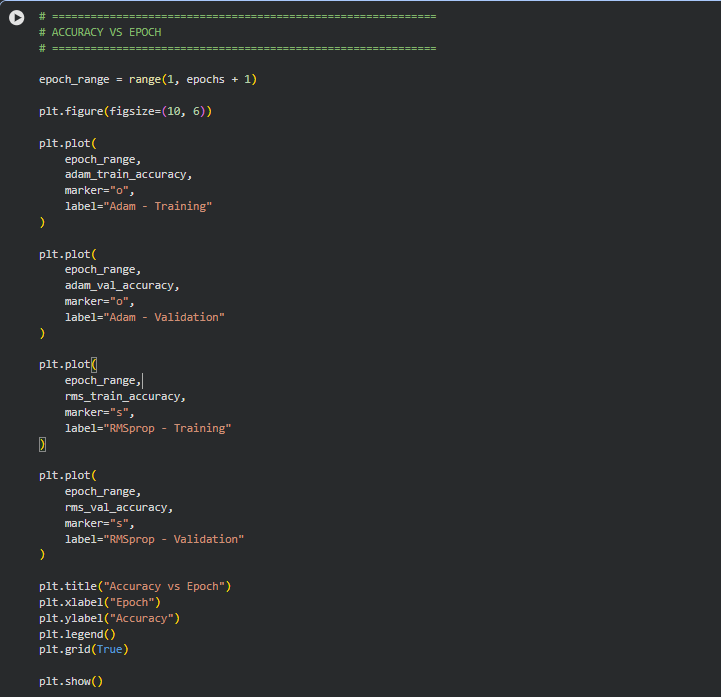 # ============================================================
# ACCURACY VS EPOCH
# ============================================================
epoch_range = range(1, epochs + 1)
plt.figure(figsize=(10, 6))
plt.plot(
    epoch_range,
    adam_train_accuracy,
    marker="o",
    label="Adam - Training"
)
plt.plot(
    epoch_range,
    adam_val_accuracy,
    marker="o",
    label="Adam - Validation"
)
plt.plot(
    epoch_range,
    rms_train_accuracy,
    marker="s",
    label="RMSprop - Training"
)
plt.plot(
    epoch_range,
    rms_val_accuracy,
    marker="s",
    label="RMSprop - Validation"
)
plt.title("Accuracy vs Epoch")
plt.xlabel("Epoch")
plt.ylabel("Accuracy")
plt.legend()
plt.grid(True)
plt.show()